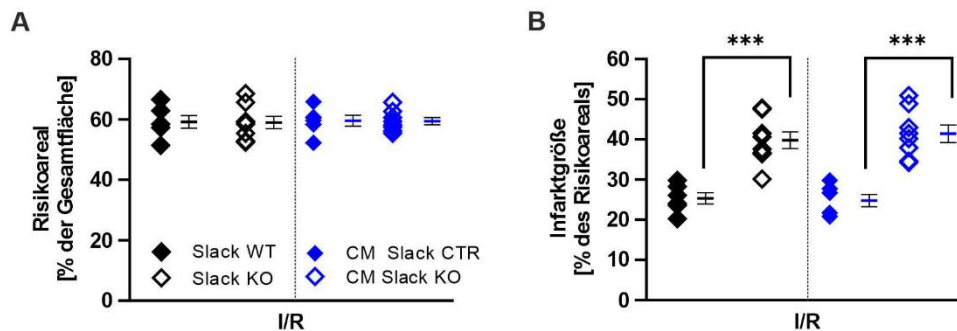 A
Risikoareal
[% der Gesamtfläche]
80
60
40
20
0
Slack WT
Slack KO
CM Slack CTR
CM Slack KO
I/R
B
Infarktgröße
[% des Risikoareals]
60
50
40
30
20
10
0
***
***
I/R